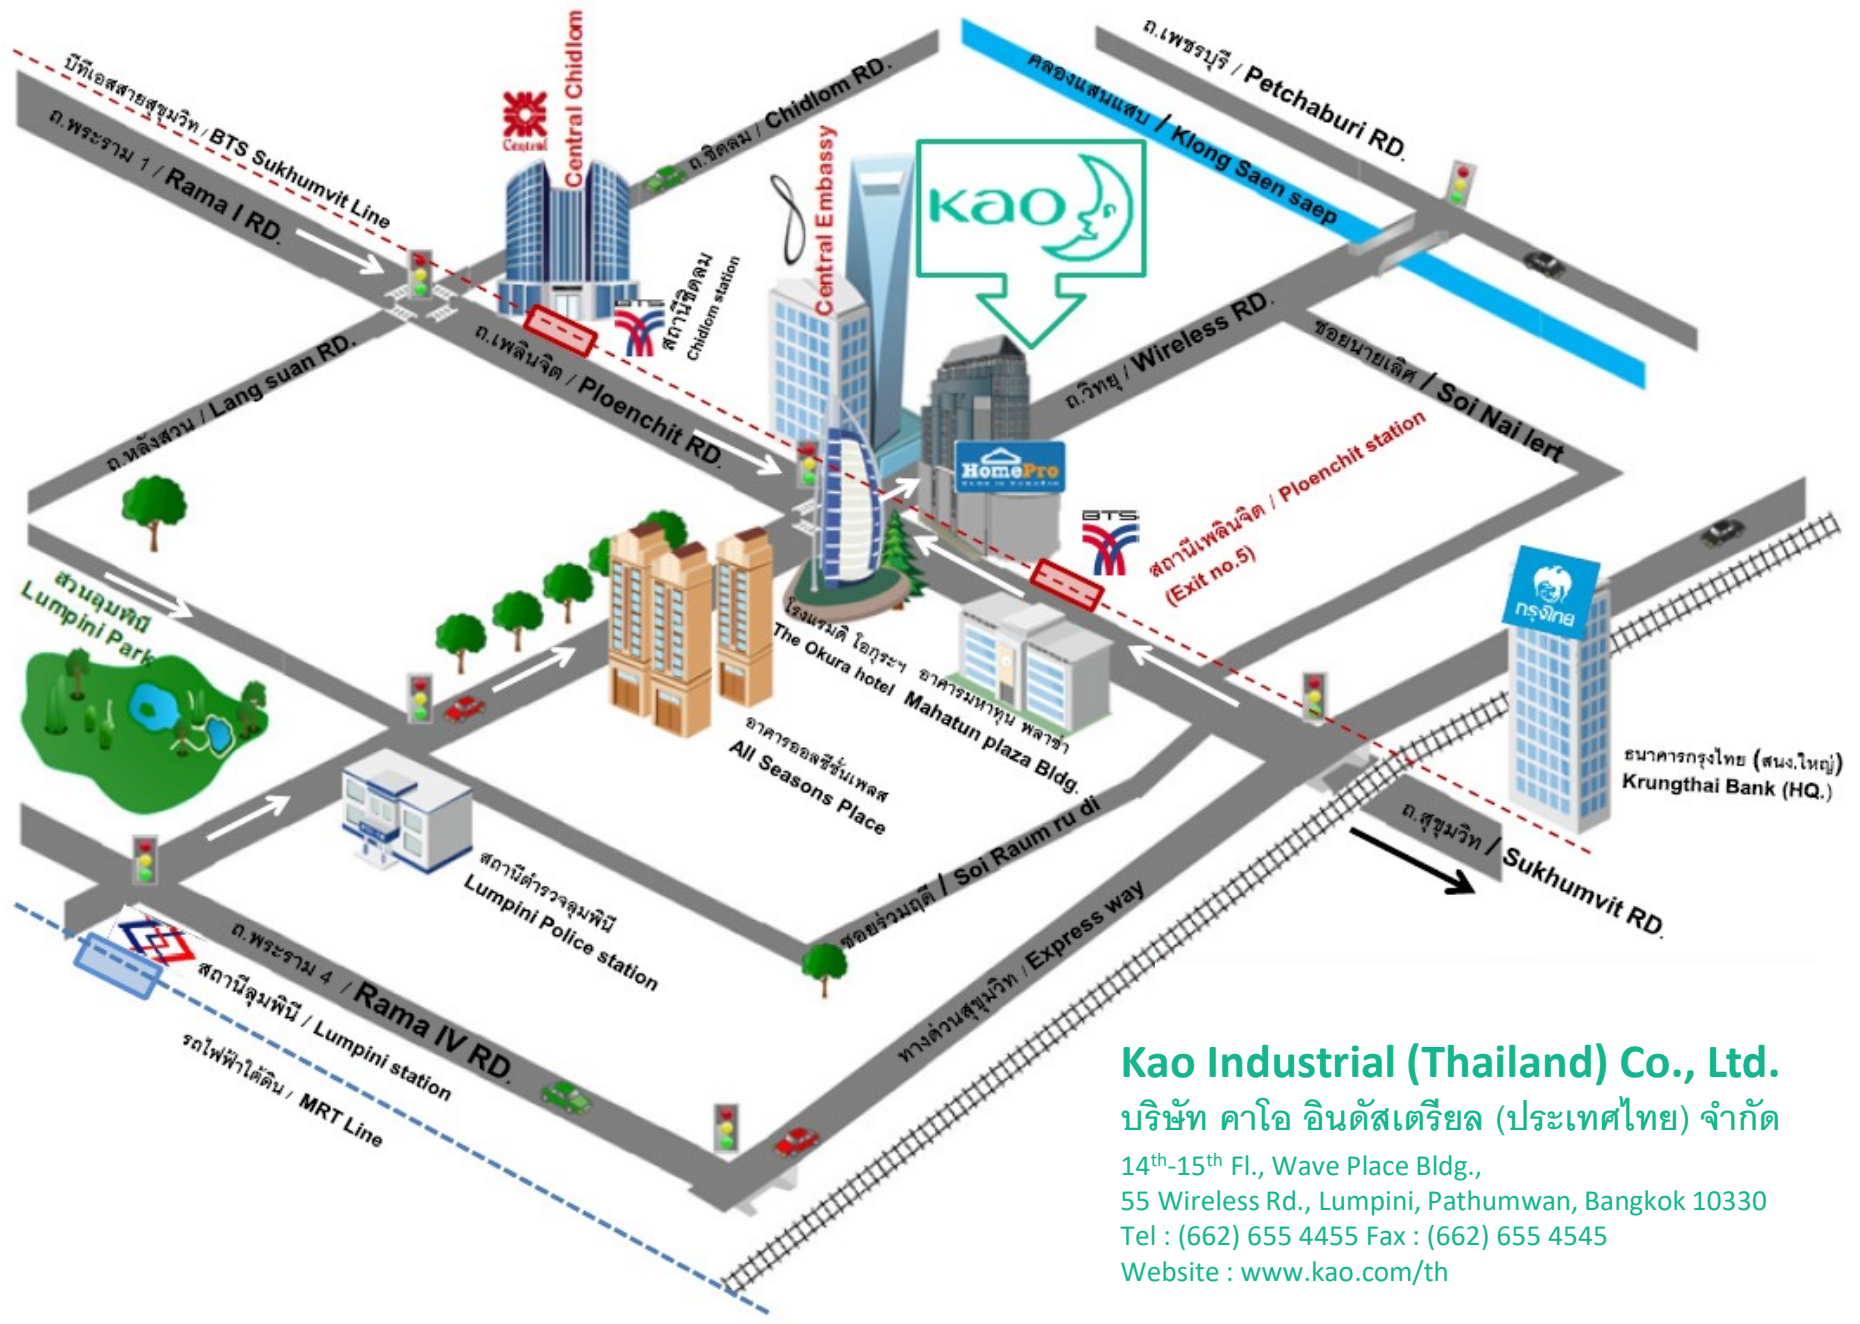 บีทีเอสสายสุขุมวิท / BTS Sukhumvit Line
ถ.พระราม 1 / Rama I RD.
Central
Central Chidlom
ถ.ชิดลม / Chidlom RD.
คลองแสนแสบ / Klong Saen saep
ถ.เพชรบุรี / Petchaburi RD.
Central Embassy
Kao
BTS
สถานีชิดลม
Chidlom station
ถ.เพลินจิต / Ploenchit RD.
ถ.หลังสวน / Lang suan RD.
ถ.วิทยุ / Wireless RD.
ซอยนายเลิศ / Soi Nai lert
HomePro
BTS
สถานีเพลินจิต / Ploenchit station
(Exit no.5)
กรุงไทย
ธนาคารกรุงไทย (สนง.ใหญ่)
Krungthai Bank (HQ.)
สวนลุมพินี
Lumpini Park
โรงแรมดิ โอกุระฯ
The Okura hotel
อาคารมหาทุน พลาซ่า
Mahatun plaza Bldg.
อาคารออลซีซั่นเพลส
All Seasons Place
สถานีตำรวจลุมพินี
Lumpini Police station
ซอยร่วมฤดี / Soi Raum ru di
ทางด่วนสุขุมวิท / Express way
ถ.สุขุมวิท / Sukhumvit RD.
ถ.พระราม 4 / Rama IV RD.
สถานีลุมพินี / Lumpini station
รถไฟฟ้าใต้ดิน / MRT Line
Kao Industrial (Thailand) Co., Ltd.
บริษัท คาโอ อินดัสเตรียล (ประเทศไทย) จำกัด
14th-15th Fl., Wave Place Bldg.,
55 Wireless Rd., Lumpini, Pathumwan, Bangkok 10330
Tel : (662) 655 4455 Fax : (662) 655 4545
Website : www.kao.com/th